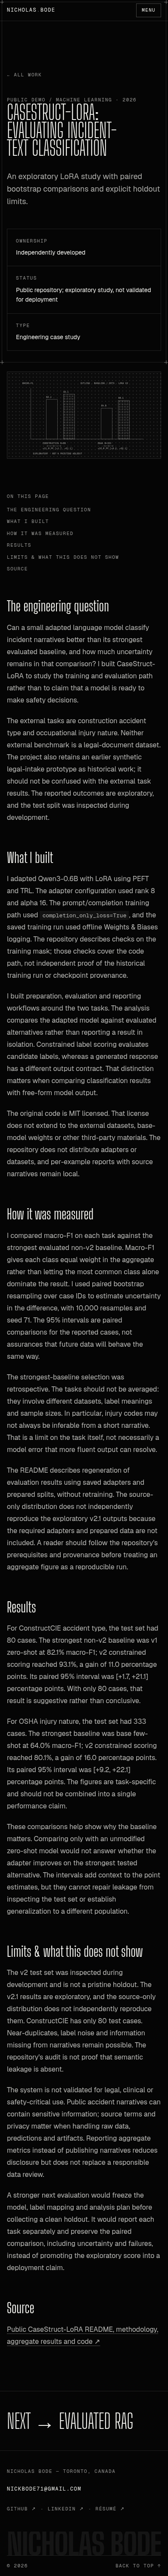 NICHOLAS.BODE
MENU
← ALL WORK
PUBLIC DEMO / MACHINE LEARNING · 2026
CASESTRUCT-LORA:
EVALUATING INCIDENT-
TEXT CLASSIFICATION
An exploratory LoRA study with paired
bootstrap comparisons and explicit holdout
limits.
OWNERSHIP
Independently developed
STATUS
Public repository; exploratory study, not validated
for deployment
TYPE
Engineering case study
ON THIS PAGE
THE ENGINEERING QUESTION
WHAT I BUILT
HOW IT WAS MEASURED
RESULTS
LIMITS & WHAT THIS DOES NOT SHOW
SOURCE
The engineering question
Can a small adapted language model classify
incident narratives better than its strongest
evaluated baseline, and how much uncertainty
remains in that comparison? I built CaseStruct-
LoRA to study the training and evaluation path
rather than to claim that a model is ready to
make safety decisions.
The external tasks are construction accident
type and occupational injury nature. Neither
external benchmark is a legal-document dataset.
The project also retains an earlier synthetic
legal-intake prototype as historical work; it
should not be confused with the external task
results. The reported outcomes are exploratory,
and the test split was inspected during
development.
What I built
I adapted Qwen3-0.6B with LoRA using PEFT
and TRL. The adapter configuration used rank 8
and alpha 16. The prompt/completion training
path used completion_only_loss=True, and the
saved training run used offline Weights & Biases
logging. The repository describes checks on the
training mask; those checks cover the code
path, not independent proof of the historical
training run or checkpoint provenance.
I built preparation, evaluation and reporting
workflows around the two tasks. The analysis
compares the adapted model against evaluated
alternatives rather than reporting a result in
isolation. Constrained label scoring evaluates
candidate labels, whereas a generated response
has a different output contract. That distinction
matters when comparing classification results
with free-form model output.
The original code is MIT licensed. That license
does not extend to the external datasets, base-
model weights or other third-party materials. The
repository does not distribute adapters or
datasets, and per-example reports with source
narratives remain local.
How it was measured
I compared macro-F1 on each task against the
strongest evaluated non-v2 baseline. Macro-F1
gives each class equal weight in the aggregate
rather than letting the most common class alone
dominate the result. I used paired bootstrap
resampling over case IDs to estimate uncertainty
in the difference, with 10,000 resamples and
seed 71. The 95% intervals are paired
comparisons for the reported cases, not
assurances that future data will behave the
same way.
The strongest-baseline selection was
retrospective. The tasks should not be averaged:
they involve different datasets, label meanings
and sample sizes. In particular, injury codes may
not always be inferable from a short narrative.
That is a limit on the task itself, not necessarily a
model error that more fluent output can resolve.
The README describes regeneration of
evaluation results using saved adapters and
prepared splits, without retraining. The source-
only distribution does not independently
reproduce the exploratory v2.1 outputs because
the required adapters and prepared data are not
included. A reader should follow the repository's
prerequisites and provenance before treating an
aggregate figure as a reproducible run.
Results
For ConstructCIE accident type, the test set had
80 cases. The strongest non-v2 baseline was v1
zero-shot at 82.1% macro-F1; v2 constrained
scoring reached 93.1%, a gain of 11.0 percentage
points. Its paired 95% interval was [+1.7, +21.1]
percentage points. With only 80 cases, that
result is suggestive rather than conclusive.
For OSHA injury nature, the test set had 333
cases. The strongest baseline was base few-
shot at 64.0% macro-F1; v2 constrained scoring
reached 80.1%, a gain of 16.0 percentage points.
Its paired 95% interval was [+9.2, +22.1]
percentage points. The figures are task-specific
and should not be combined into a single
performance claim.
These comparisons help show why the baseline
matters. Comparing only with an unmodified
zero-shot model would not answer whether the
adapter improves on the strongest tested
alternative. The intervals add context to the point
estimates, but they cannot repair leakage from
inspecting the test set or establish
generalization to a different population.
Limits & what this does not show
The v2 test set was inspected during
development and is not a pristine holdout. The
v2.1 results are exploratory, and the source-only
distribution does not independently reproduce
them. ConstructCIE has only 80 test cases.
Near-duplicates, label noise and information
missing from narratives remain possible. The
repository's audit is not proof that semantic
leakage is absent.
The system is not validated for legal, clinical or
safety-critical use. Public accident narratives can
contain sensitive information; source terms and
privacy matter when handling raw data,
predictions and artifacts. Reporting aggregate
metrics instead of publishing narratives reduces
disclosure but does not replace a responsible
data review.
A stronger next evaluation would freeze the
model, label mapping and analysis plan before
collecting a clean holdout. It would report each
task separately and preserve the paired
comparison, including uncertainty and failures,
instead of promoting the exploratory score into a
deployment claim.
Source
Public CaseStruct-LoRA README, methodology,
aggregate results and code ↗
NEXT → EVALUATED RAG
NICHOLAS BODE — TORONTO, CANADA
NICKBODE71@GMAIL.COM
GITHUB ↗ · LINKEDIN ↗ · RÉSUMÉ ↗
NICHOLAS BODE
© 2026
BACK TO TOP ↑